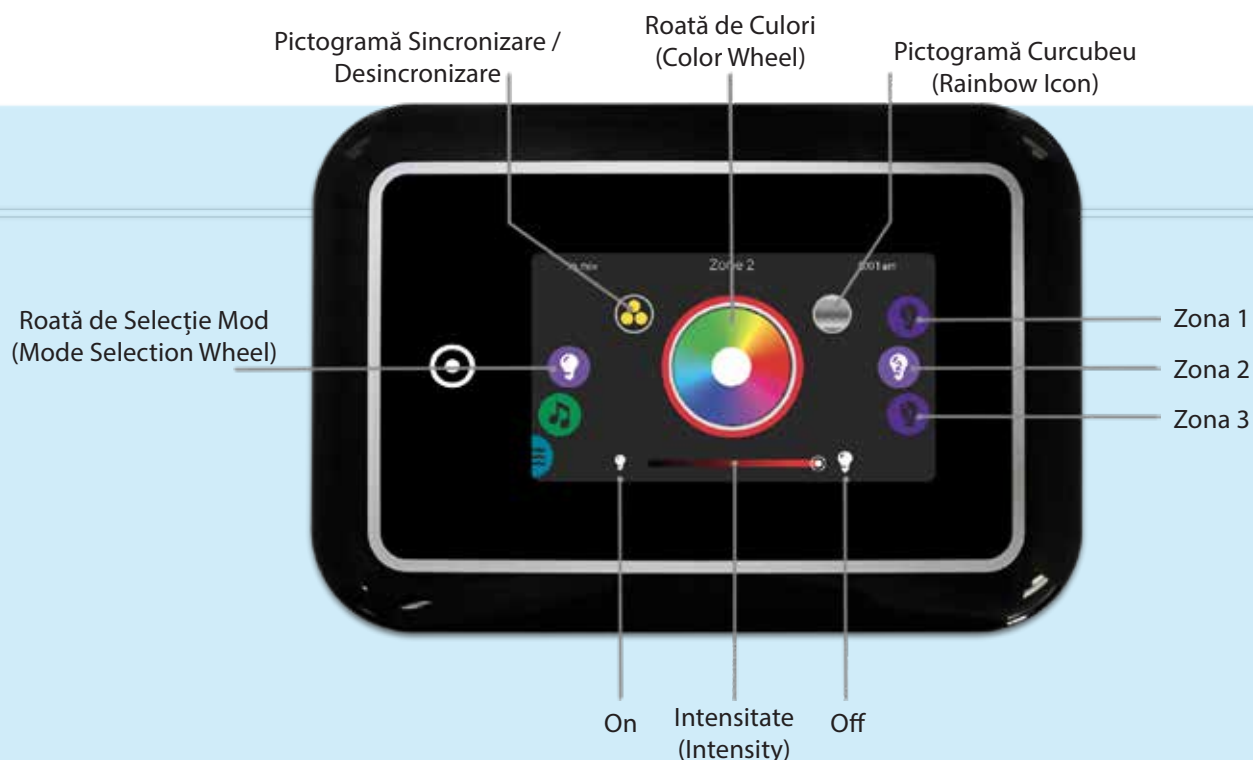 Pictogramă Sincronizare /
Desincronizare
Roată de Culori
(Color Wheel)
Pictogramă Curcubeu
(Rainbow Icon)
Zone 2
Roată de Selecție Mod
(Mode Selection Wheel)
Zona 1
Zona 2
Zona 3
On
Intensitate
(Intensity)
Off